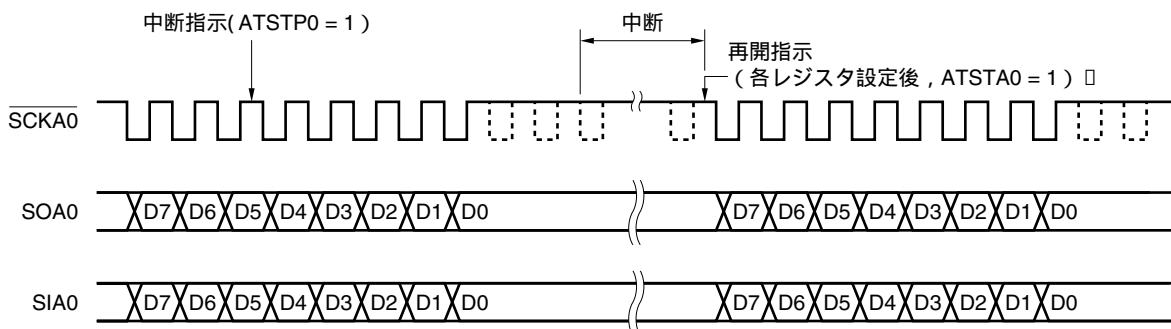 中断指示( ATSTP0 = 1 )
中断
再開指示
( 各レジスタ設定後 , ATSTA0 = 1 ) ▯
SCKA0
SOA0
D7 D6 D5 D4 D3 D2 D1 D0
D7 D6 D5 D4 D3 D2 D1 D0
SIA0
D7 D6 D5 D4 D3 D2 D1 D0
D7 D6 D5 D4 D3 D2 D1 D0